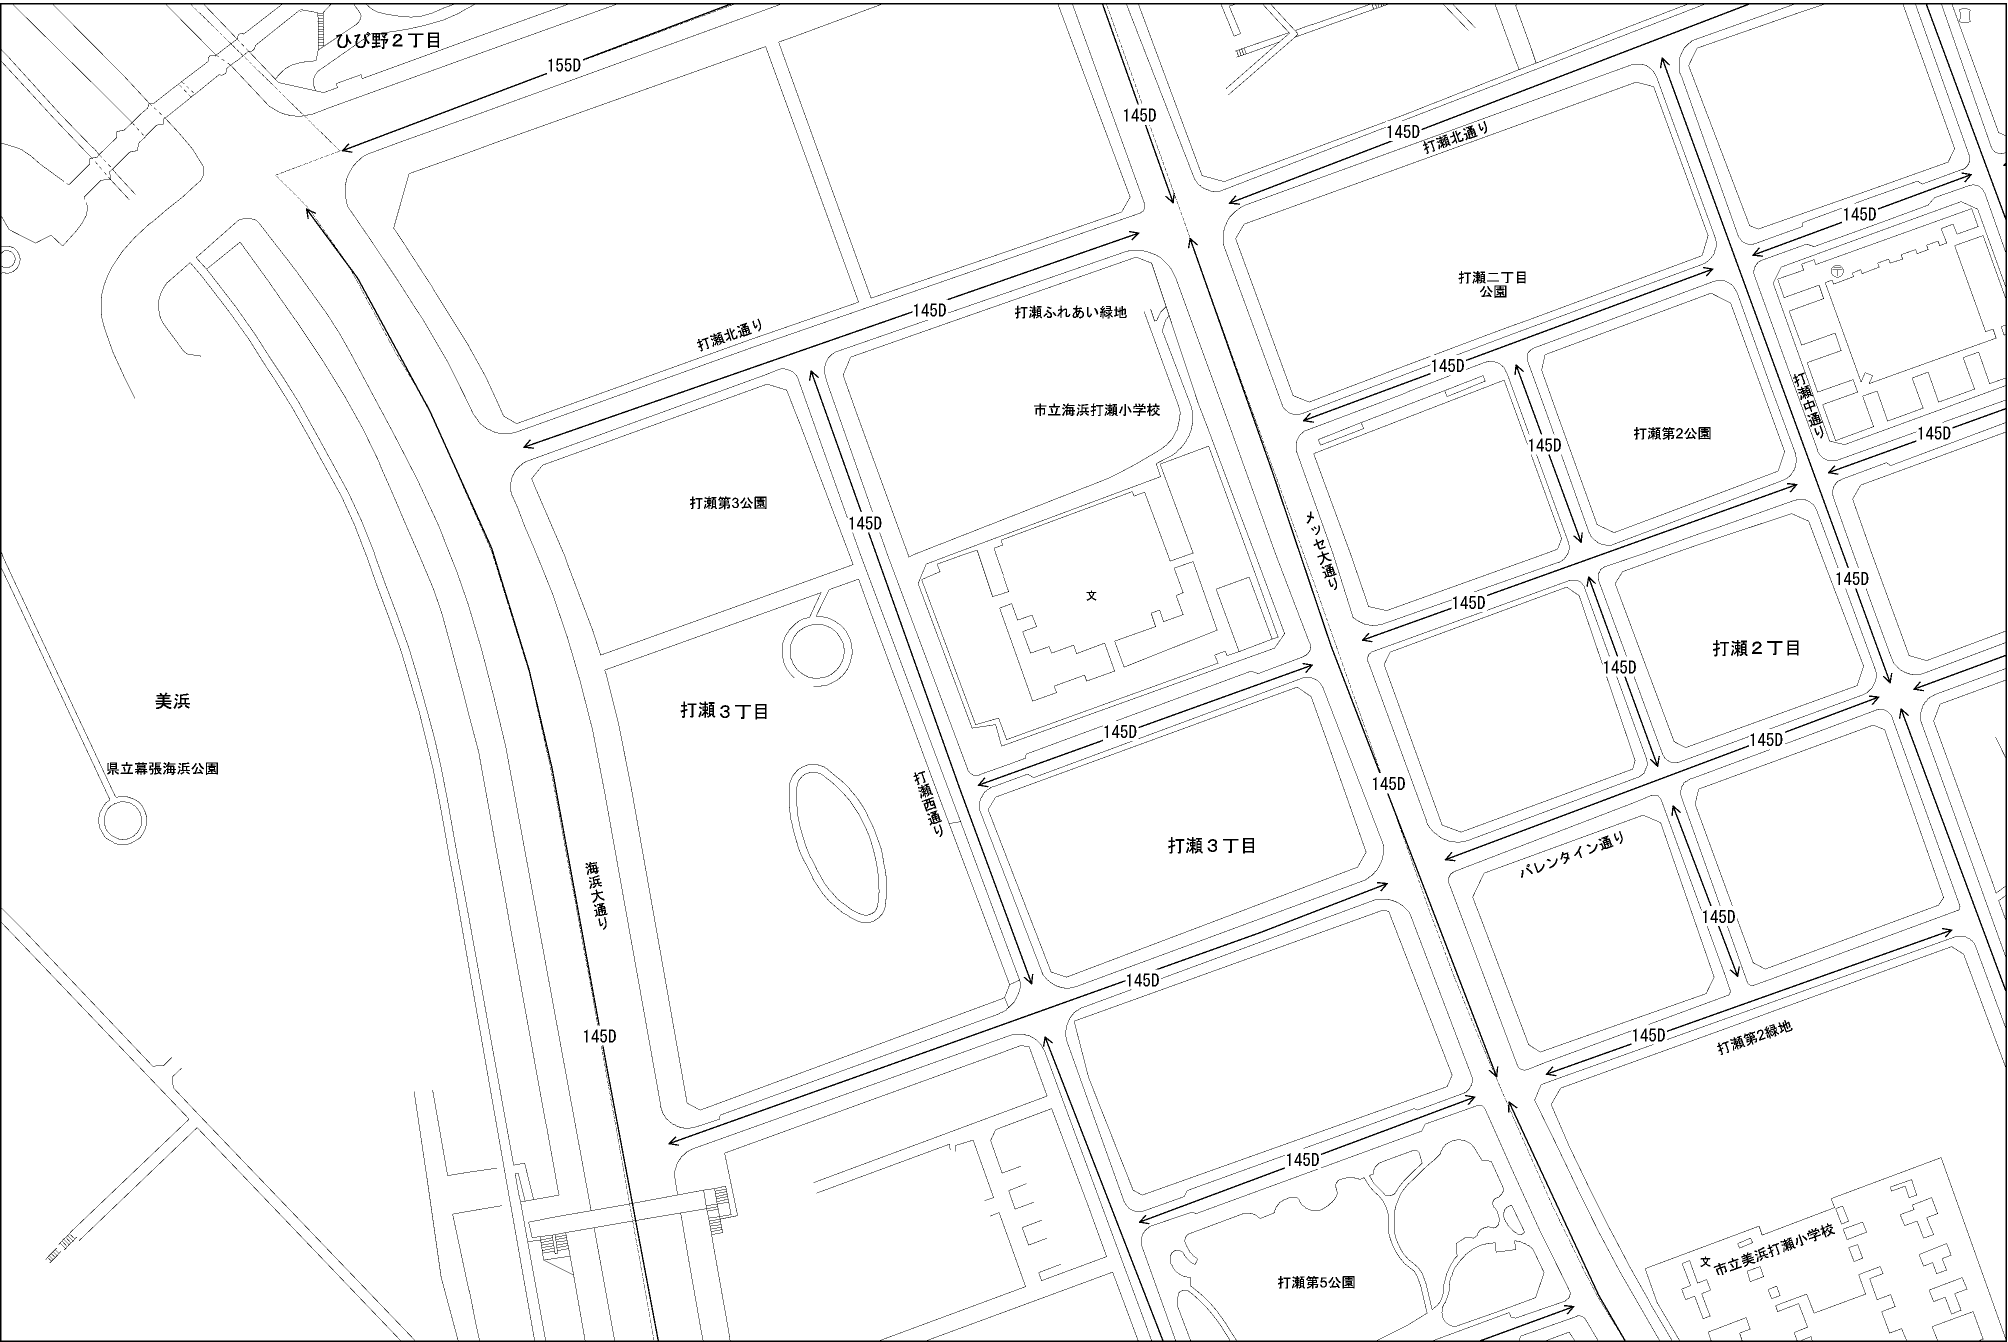 ひび野２丁目
155D
145D
145D
打瀬北通り
145D
145D
打瀬二丁目
公園
打瀬ふれあい緑地
145D
打瀬北通り
145D
打瀬中通り
市立海浜打瀬小学校
打瀬第2公園
145D
145D
打瀬第3公園
145D
メッセ大通り
文
145D
145D
打瀬２丁目
145D
美浜
打瀬３丁目
145D
145D
県立幕張海浜公園
145D
打瀬西通り
打瀬３丁目
バレンタイン通り
海浜大通り
145D
145D
145D
145D
打瀬第2緑地
145D
文
市立美浜打瀬小学校
打瀬第5公園